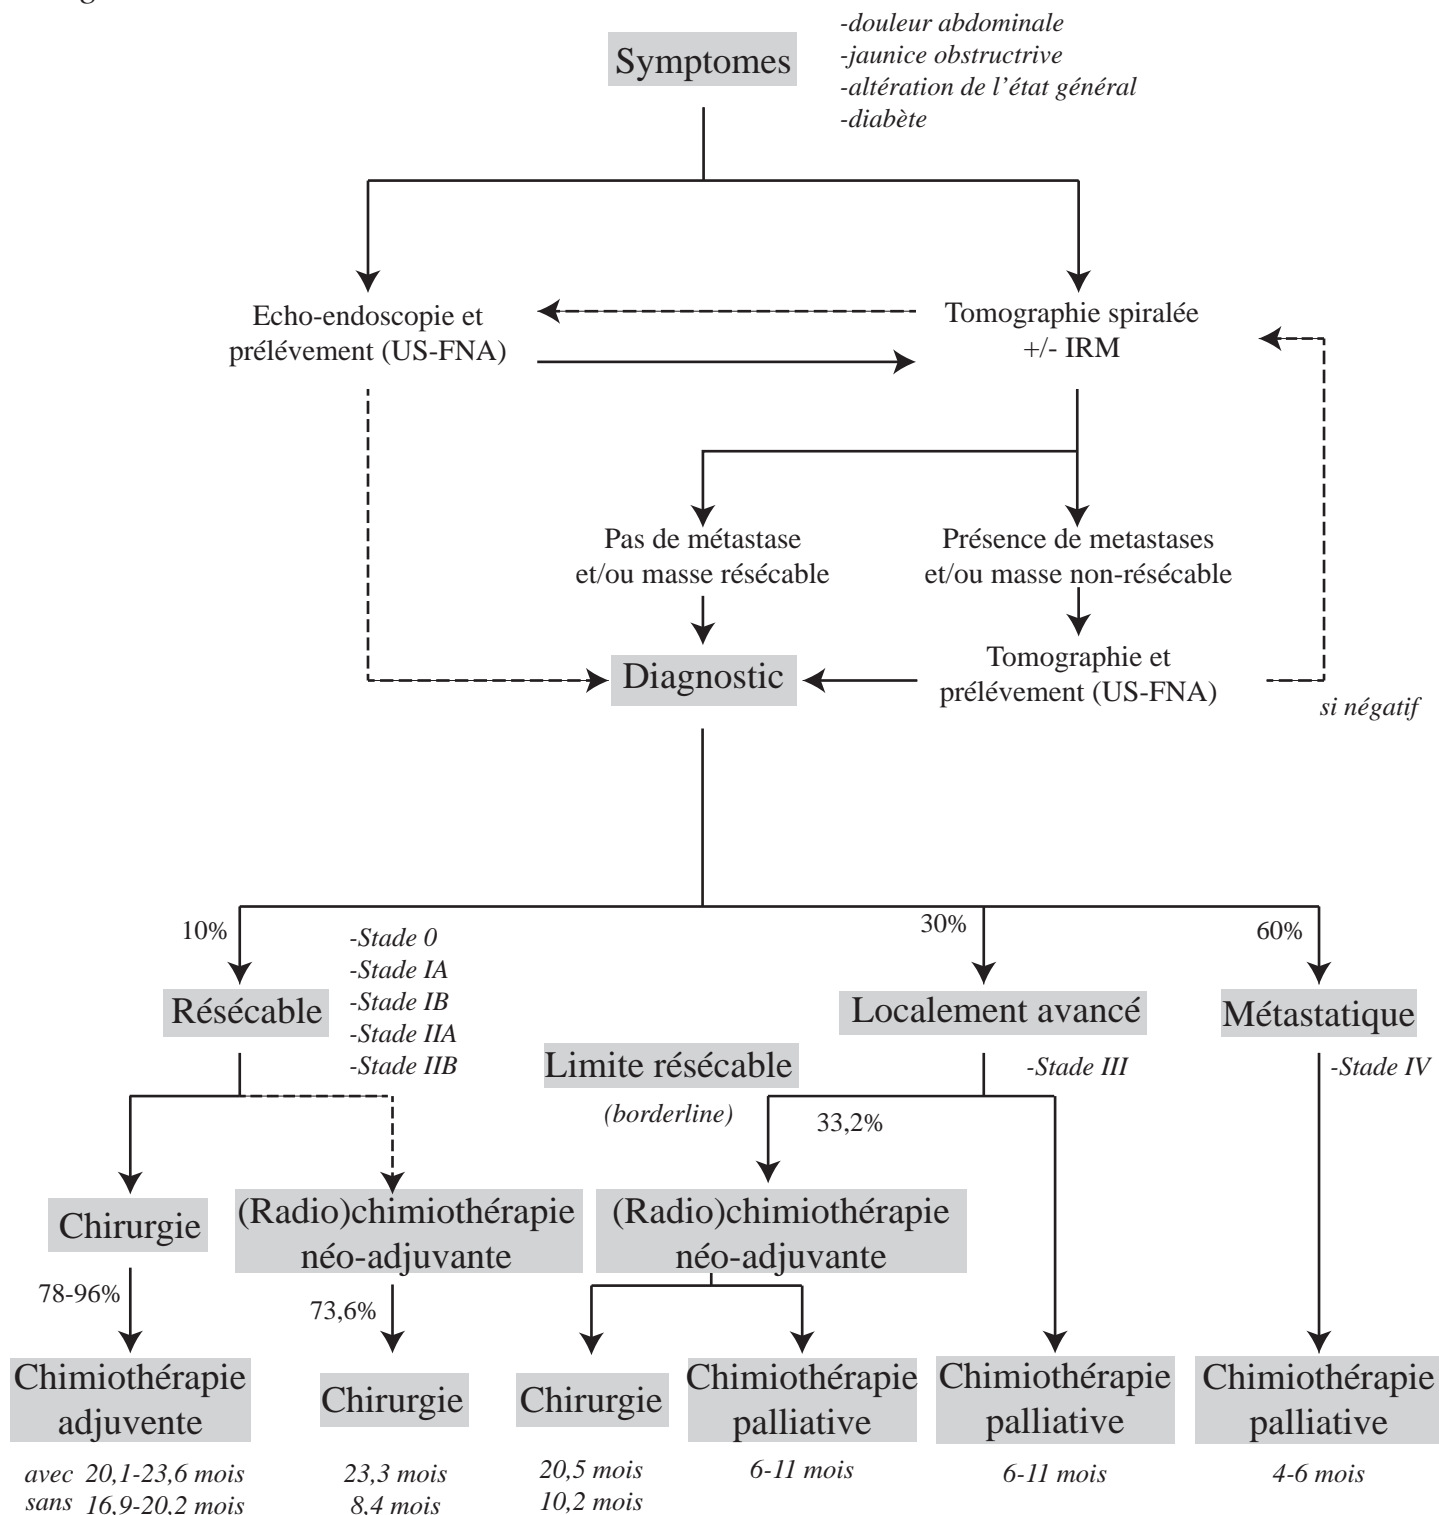 -douleur abdominale
Symptomes
-jaunice obstructrive
-altération de l'état général
-diabète
Echo-endoscopie et
prélévement (US-FNA)
Tomographie spiralée
+/- IRM
Pas de métastase
et/ou masse résécable
Présence de metastases
et/ou masse non-résécable
Diagnostic
Tomographie et
prélévement (US-FNA)
si négatif
10%
-Stade 0
-Stade IA
-Stade IB
-Stade IIA
-Stade IIB
30%
60%
Résécable
Localement avancé
Métastatique
Limite résécable
(borderline)
-Stade III
-Stade IV
33,2%
Chirurgie
(Radio)chimiothérapie
néo-adjuvante
(Radio)chimiothérapie
néo-adjuvante
78-96%
73,6%
Chimiothérapie
adjuvente
Chirurgie
Chirurgie
Chimiothérapie
palliative
Chimiothérapie
palliative
Chimiothérapie
palliative
avec 20,1-23,6 mois
sans 16,9-20,2 mois
23,3 mois
8,4 mois
20,5 mois
10,2 mois
6-11 mois
6-11 mois
4-6 mois